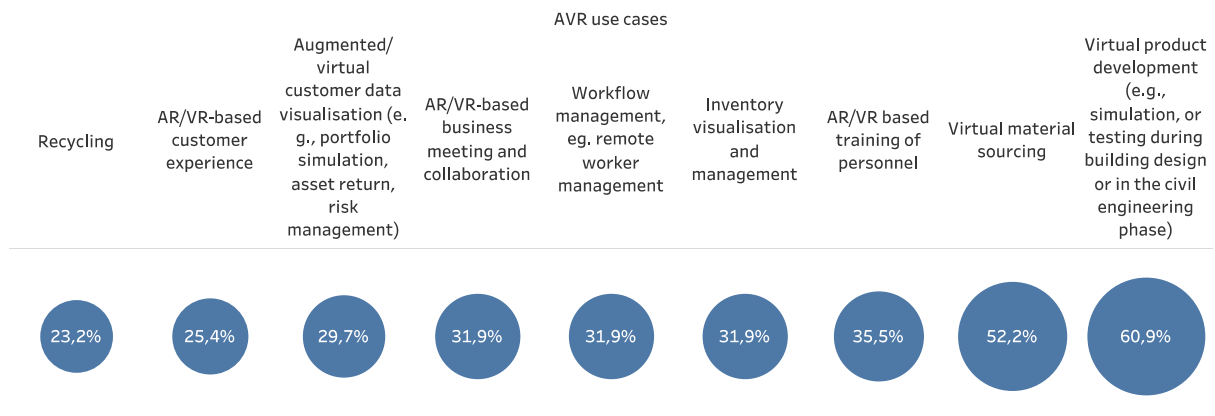 AVR use cases
Recycling
AR/VR-based
customer
experience
Augmented/
virtual
customer data
visualisation (e.
g., portfolio
simulation,
asset return,
risk
management)
AR/VR-based
business
meeting and
collaboration
Workflow
management,
eg. remote
worker
management
Inventory
visualisation
and
management
AR/VR based
training of
personnel
Virtual material
sourcing
Virtual product
development
(e.g.,
simulation, or
testing during
building design
or in the civil
engineering
phase)
23,2%
25,4%
29,7%
31,9%
31,9%
31,9%
35,5%
52,2%
60,9%